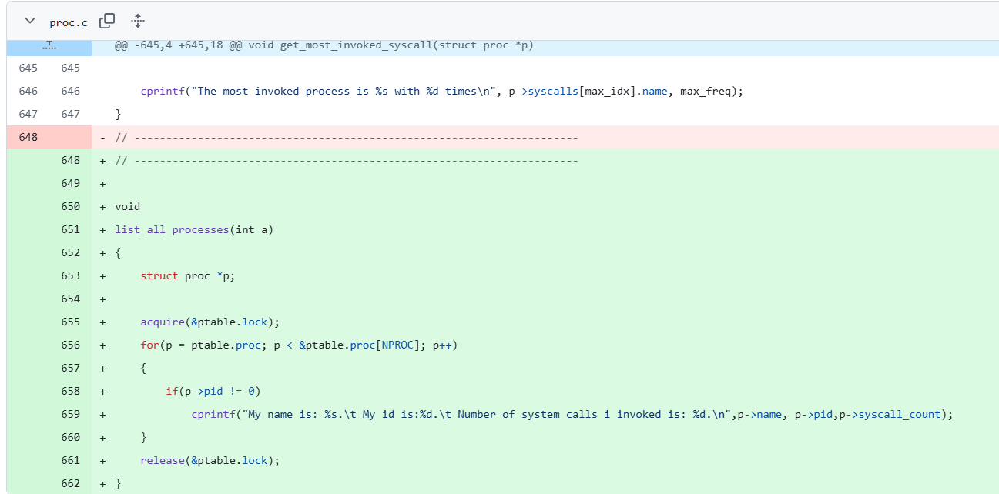 proc.c
@@ -645,4 +645,18 @@ void get_most_invoked_syscall(struct proc *p)
645 645
646 646     cprintf("The most invoked process is %s with %d times\n", p->syscalls[max_idx].name, max_freq);
647 647 }
648 - // ----------------------------------------------------------------------
648 + // ----------------------------------------------------------------------
649 +
650 + void
651 + list_all_processes(int a)
652 + {
653 +     struct proc *p;
654 +
655 +     acquire(&ptable.lock);
656 +     for(p = ptable.proc; p < &ptable.proc[NPROC]; p++)
657 +     {
658 +         if(p->pid != 0)
659 +             cprintf("My name is: %s.\t My id is:%d.\t Number of system calls i invoked is: %d.\n",p->name, p->pid,p->syscall_count);
660 +     }
661 +     release(&ptable.lock);
662 + }